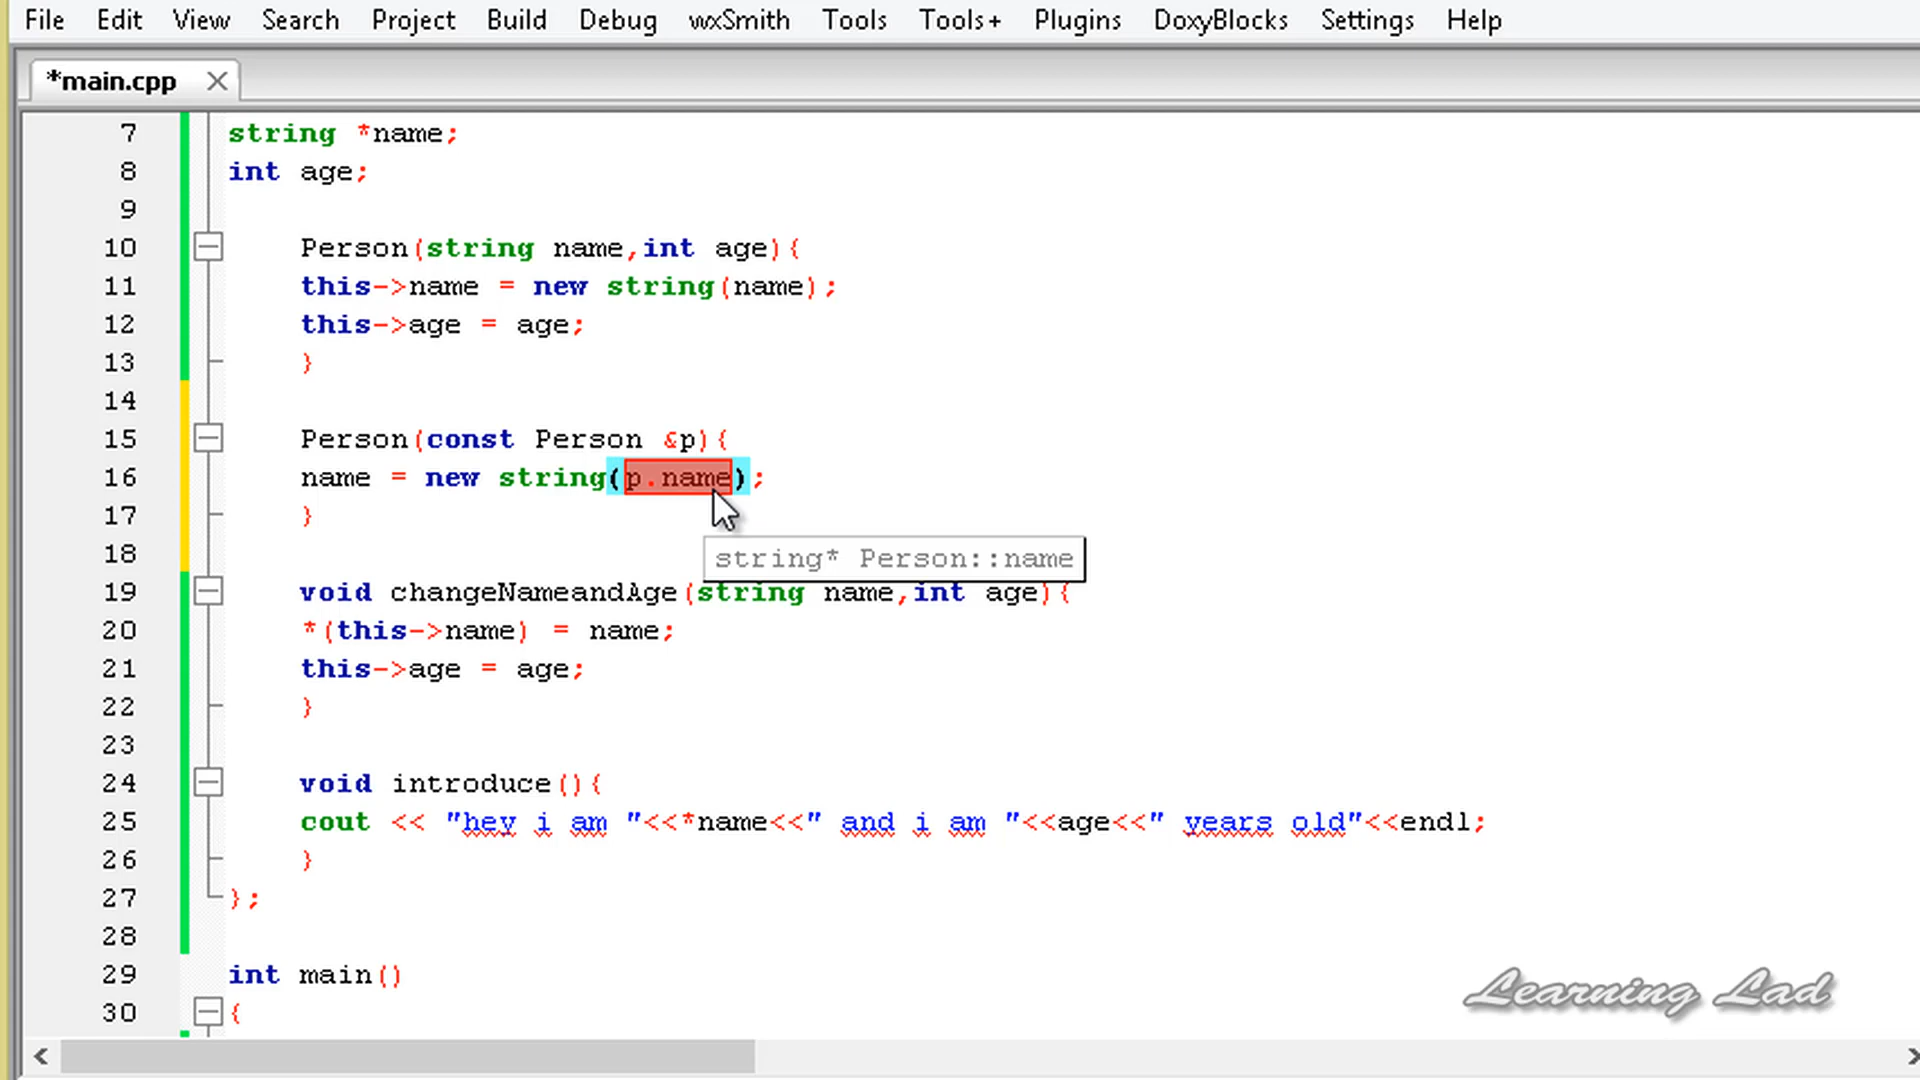 File Edit View Search Project Build Debug wxSmith Tools Tools+ Plugins DoxyBlocks Settings Help
*main.cpp
7 string *name;
8 int age;
9
10 Person(string name,int age){
11 this->name = new string(name);
12 this->age = age;
13 }
14
15 Person(const Person &p){
16 name = new string(p.name);
17 }
string* Person::name
18
19 void changeNameandAge(string name,int age){
20 *(this->name) = name;
21 this->age = age;
22 }
23
24 void introduce(){
25 cout << "hey i am "<<*name<<" and i am "<<age<<" years old"<<endl;
26 }
27 };
28
29 int main()
30 {
Learning Lad